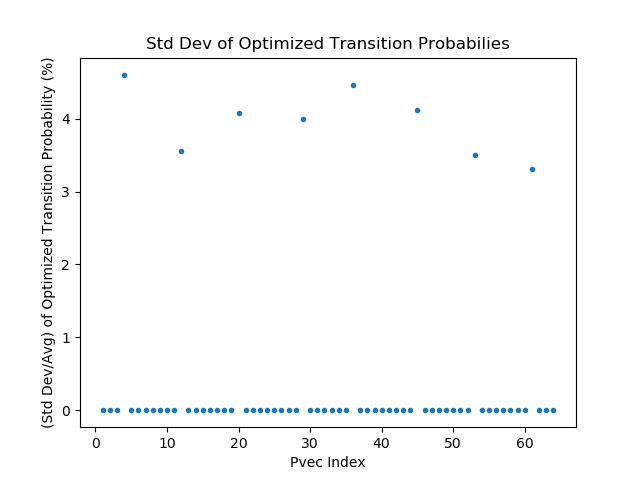 Std Dev of Optimized Transition Probabilies
(Std Dev/Avg) of Optimized Transition Probability (%)
4
3
2
1
0
0 10 20 30 40 50 60
Pvec Index